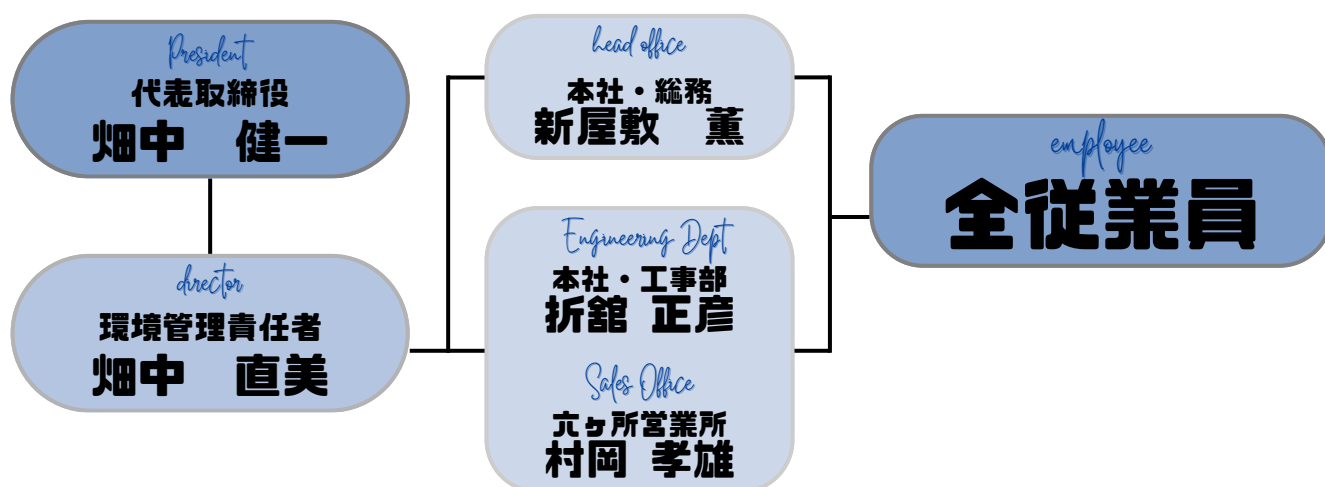 President
代表取締役
畑中　健一
director
環境管理責任者
畑中　直美
head office
本社・総務
新屋敷　薫
Engineering Dept
本社・工事部
折舘 正彦
Sales Office
六ヶ所営業所
村岡 孝雄
employee
全従業員